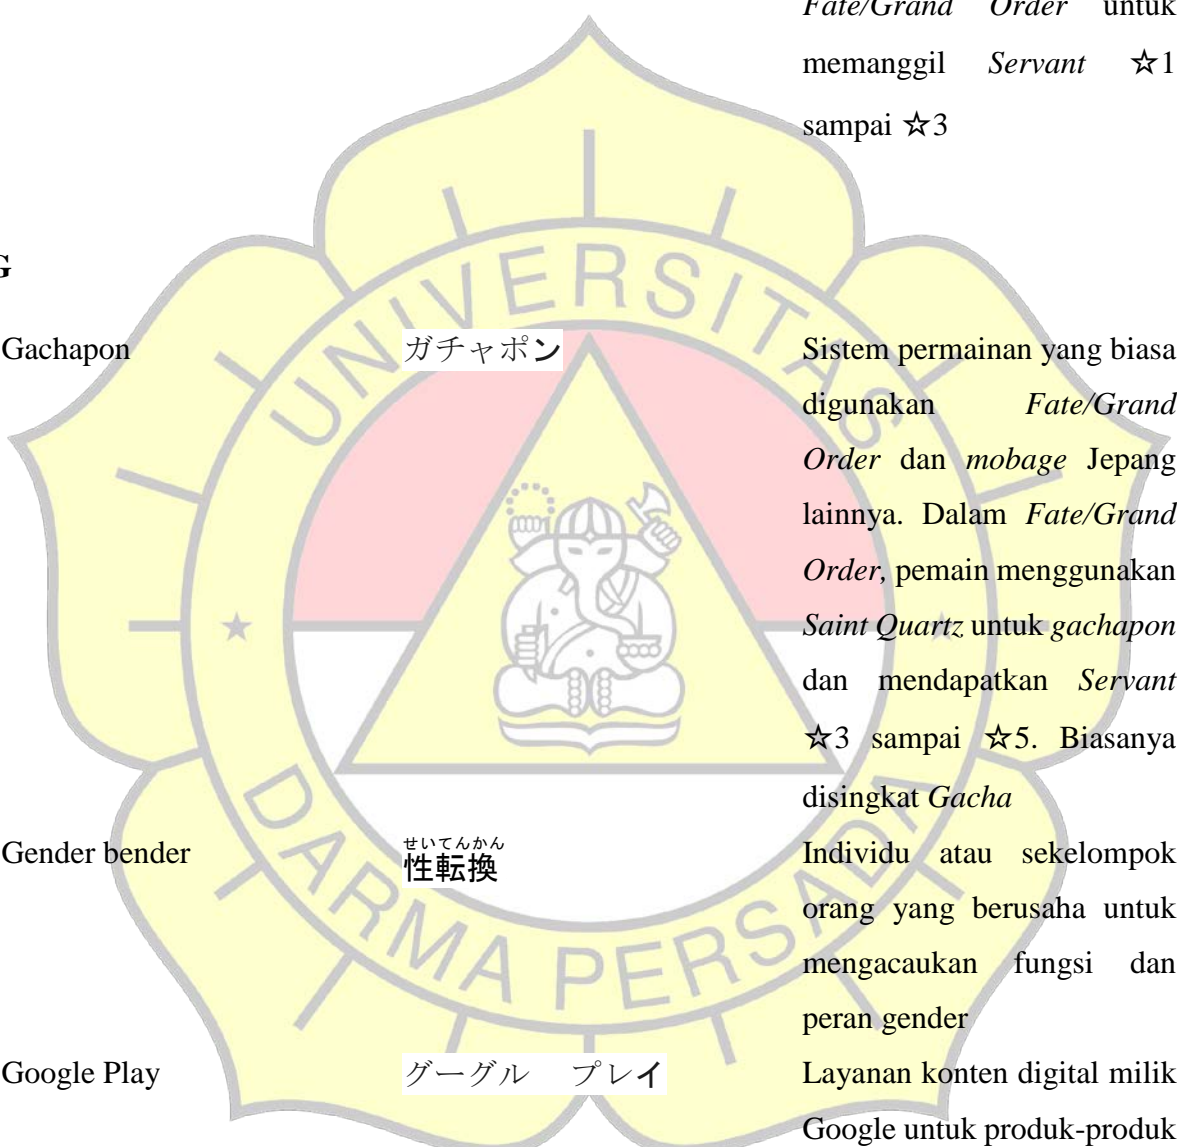 Fate/Grand Order untuk
memanggil Servant ☆1
sampai ☆3
G
Gachapon ガチャポン Sistem permainan yang biasa
digunakan Fate/Grand
Order dan mobage Jepang
lainnya. Dalam Fate/Grand
Order, pemain menggunakan
Saint Quartz untuk gachapon
dan mendapatkan Servant
☆3 sampai ☆5. Biasanya
disingkat Gacha
せいてんかん
Gender bender 性転換 Individu atau sekelompok
orang yang berusaha untuk
mengacaukan fungsi dan
peran gender
Google Play グーグル　プレイ Layanan konten digital milik
Google untuk produk-produk
UNIVERSITAS
DARMA PERSADA